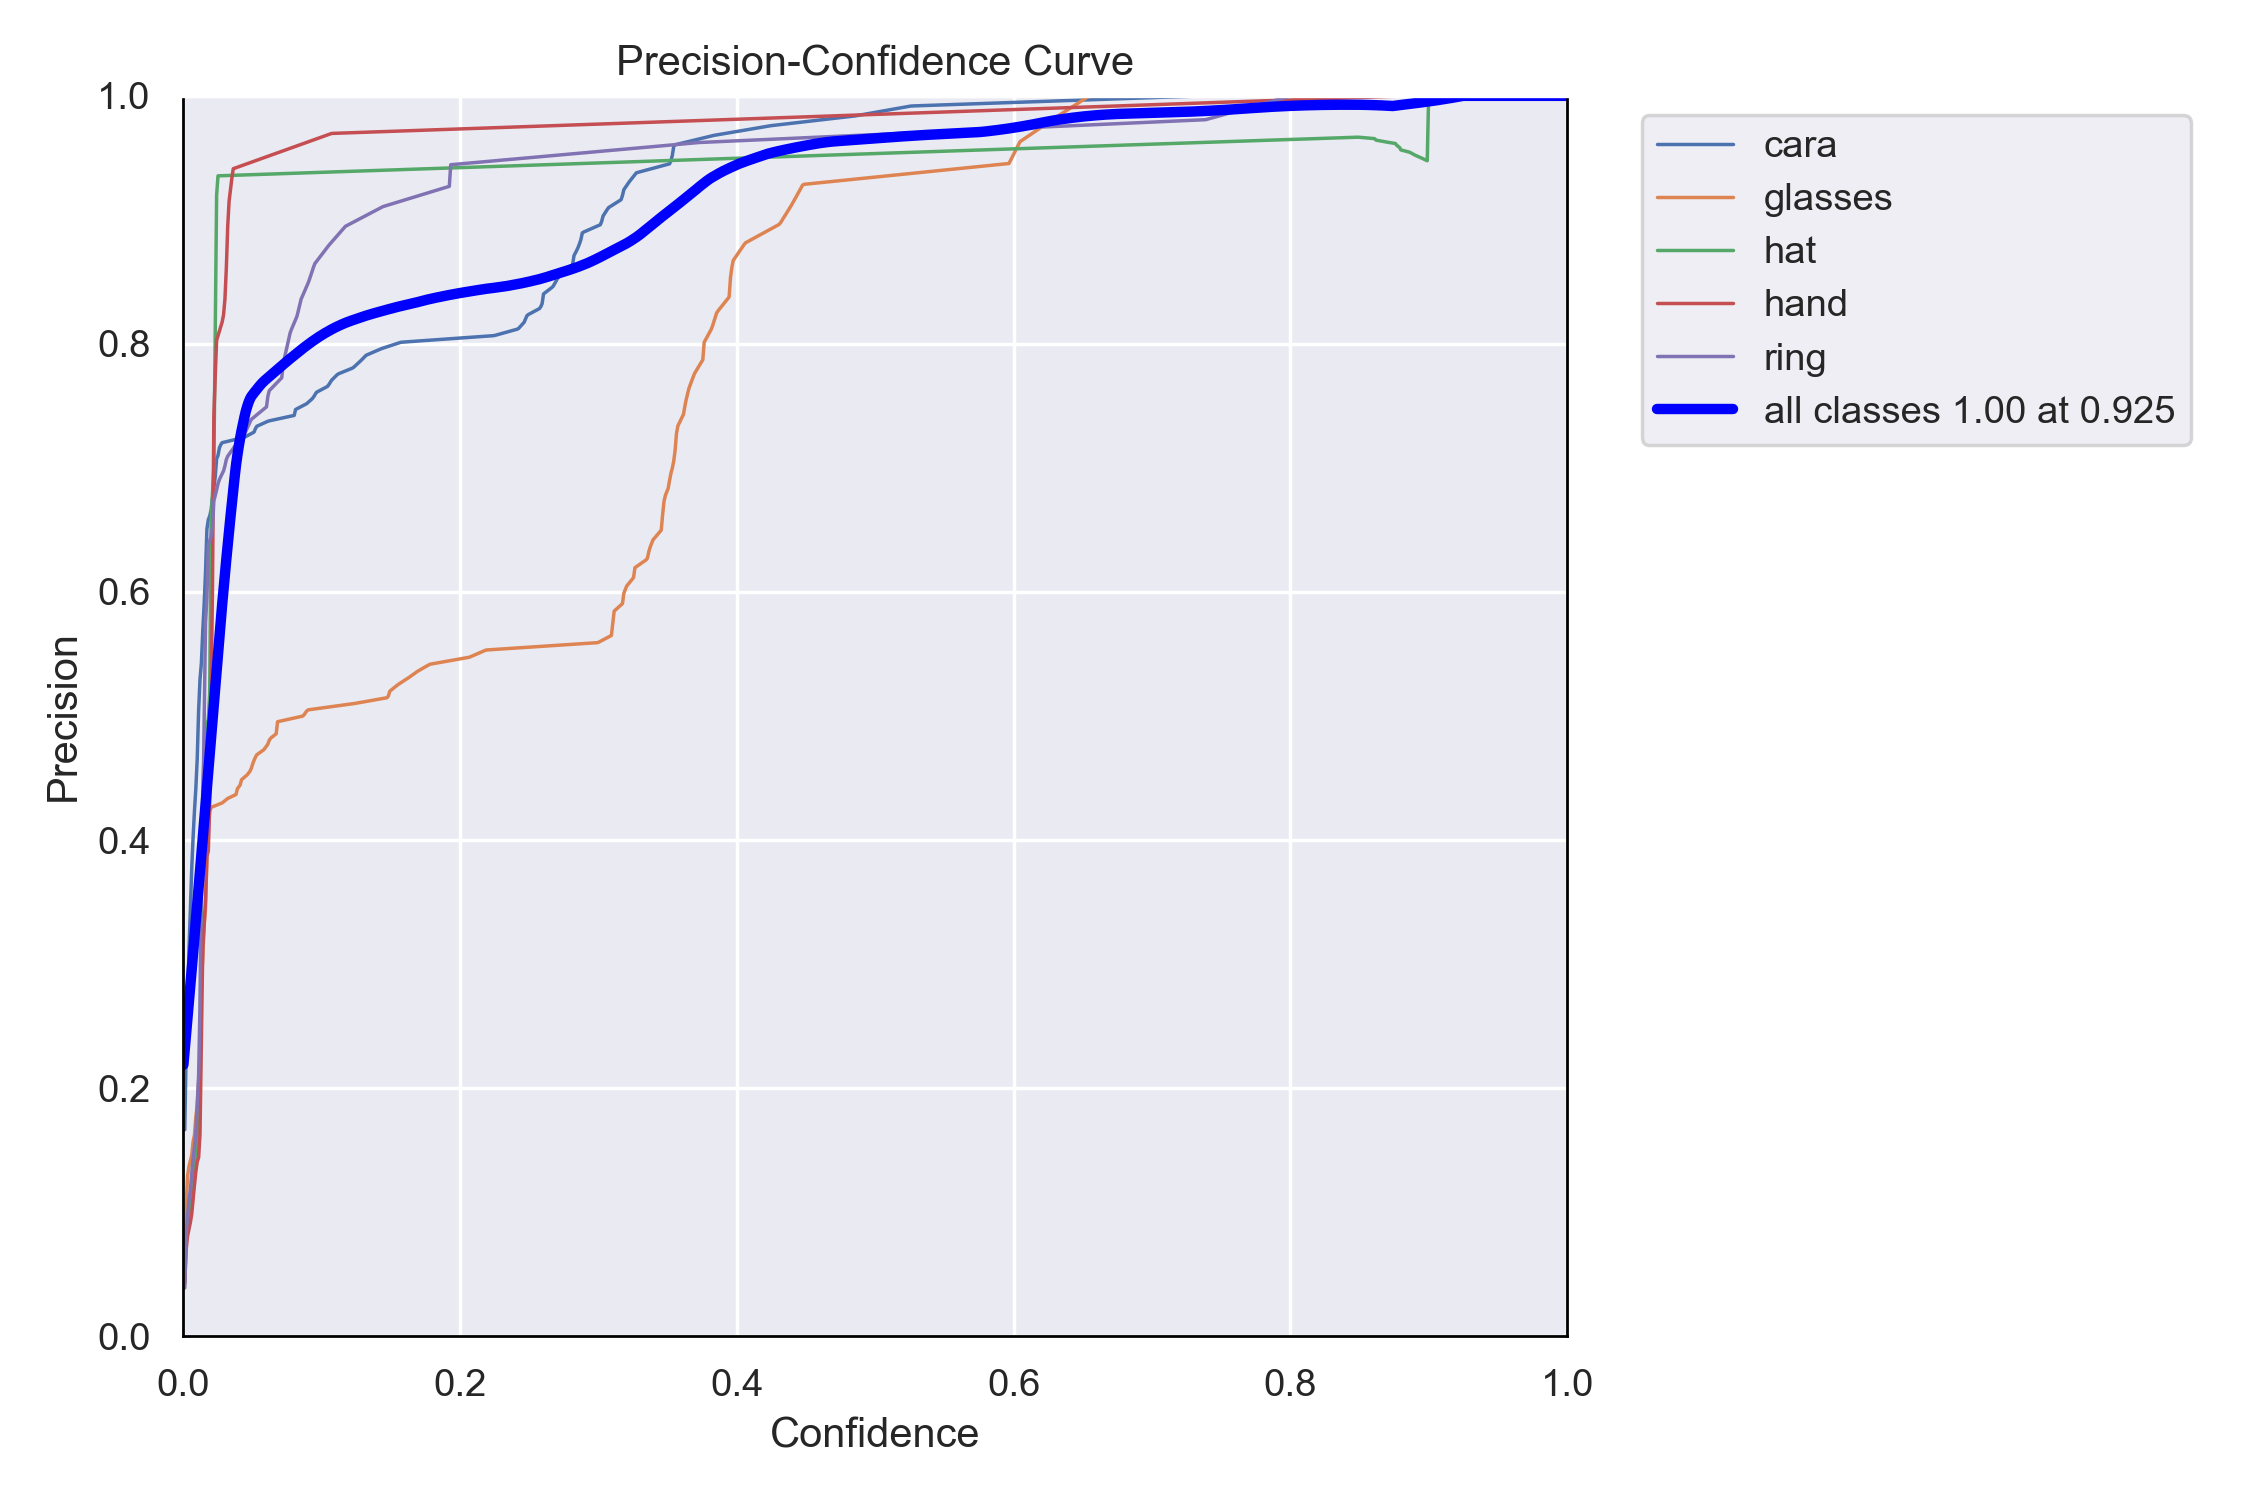 Precision-Confidence Curve
1.0
0.8
0.6
0.4
0.2
0.0
Precision
0.0 0.2 0.4 0.6 0.8 1.0
Confidence
cara
glasses
hat
hand
ring
all classes 1.00 at 0.925